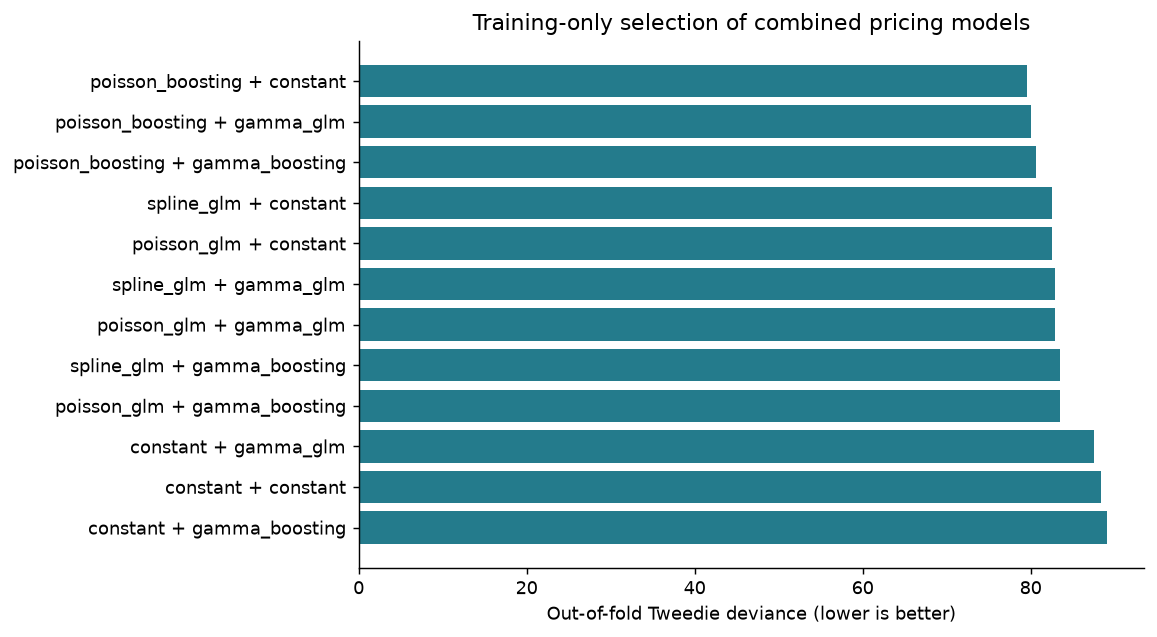 Training-only selection of combined pricing models
poisson_boosting + constant
poisson_boosting + gamma_glm
poisson_boosting + gamma_boosting
spline_glm + constant
poisson_glm + constant
spline_glm + gamma_glm
poisson_glm + gamma_glm
spline_glm + gamma_boosting
poisson_glm + gamma_boosting
constant + gamma_glm
constant + constant
constant + gamma_boosting
0 20 40 60 80
Out-of-fold Tweedie deviance (lower is better)